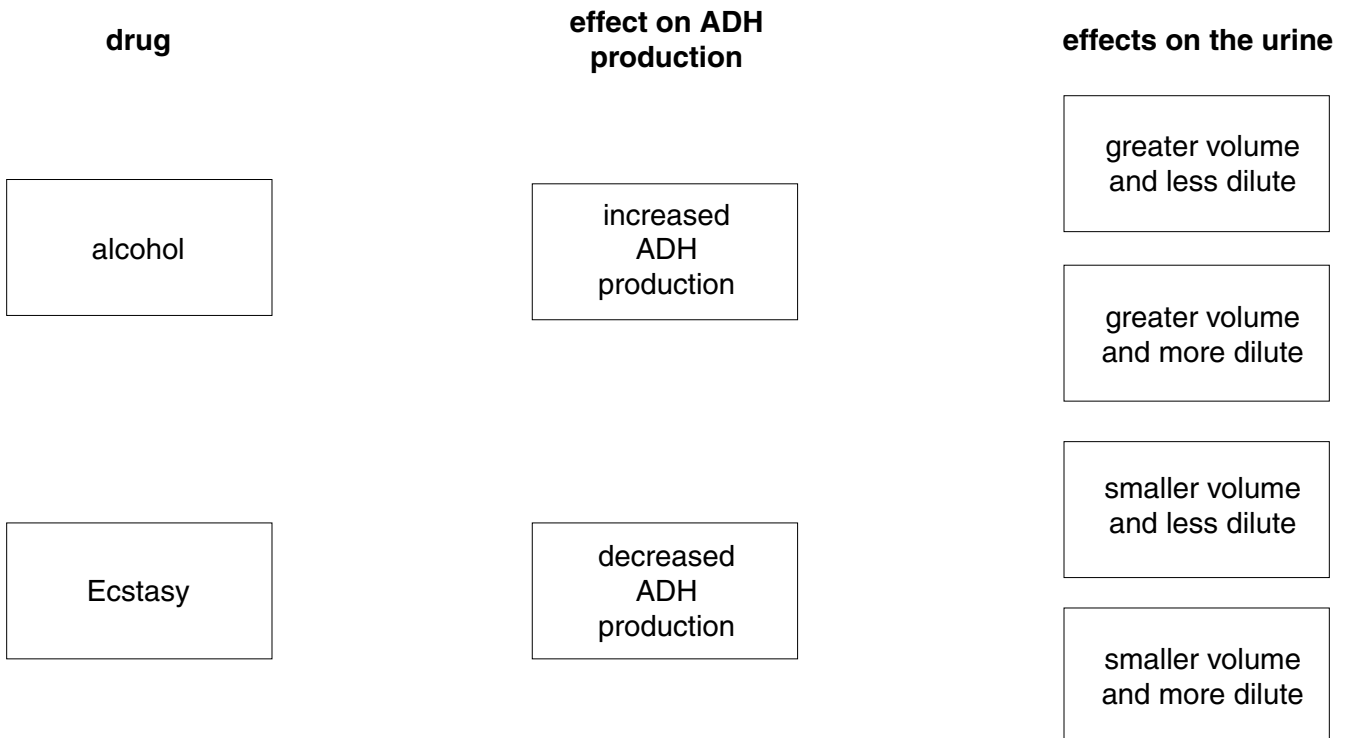 drug
effect on ADH
production
effects on the urine
alcohol
increased
ADH
production
greater volume
and less dilute
greater volume
and more dilute
Ecstasy
decreased
ADH
production
smaller volume
and less dilute
smaller volume
and more dilute